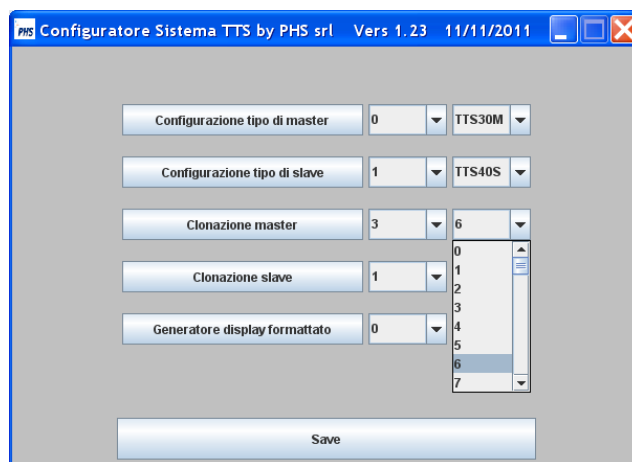 PHS Configuratore Sistema TTS by PHS srl Vers 1.23 11/11/2011
Configurazione tipo di master 0 TTS30M
Configurazione tipo di slave 1 TTS40S
Clonazione master 3 6
0
1
2
3
4
5
6
7
Clonazione slave 1
Generatore display formattato 0
Save